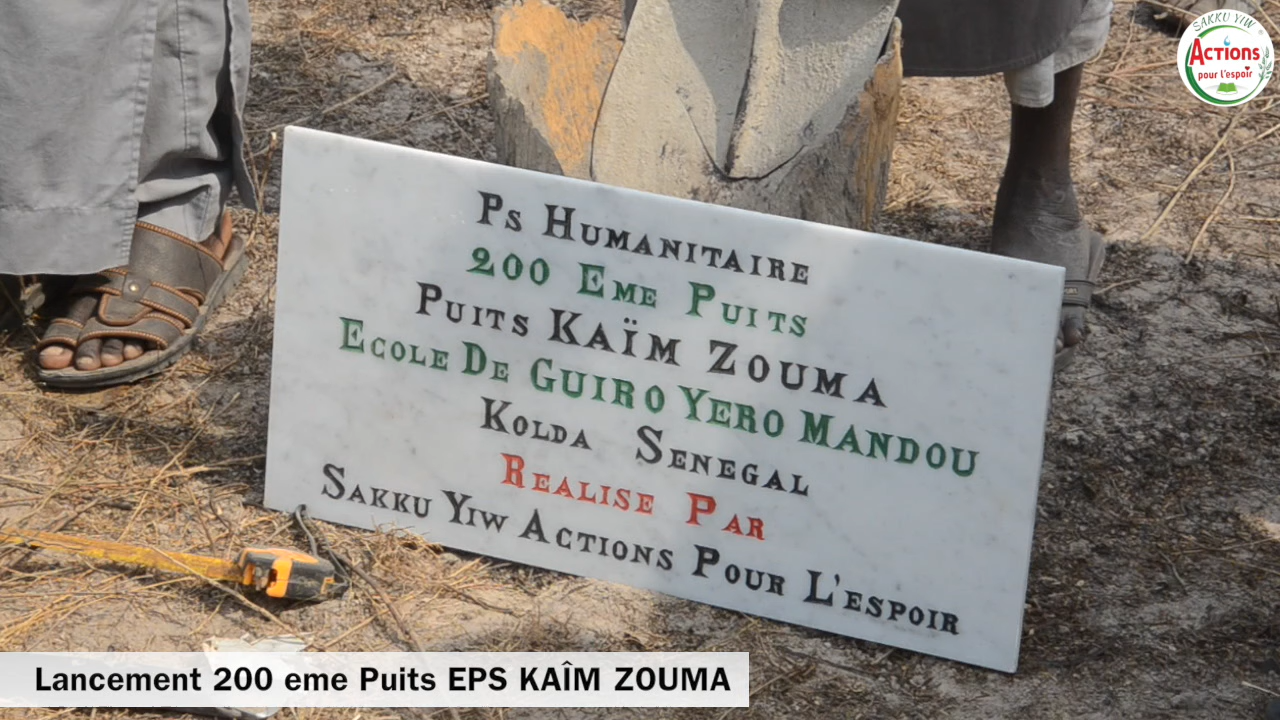 SAKKU YIW
ACTIONS
pour l'espoir
Ps HUMANITAIRE
200 EME PUITS
PUITS KAÏM ZOUMA
ECOLE DE GUIRO YERO MANDOU
KOLDA SENEGAL
REALISE PAR
SAKKU YIW ACTIONS POUR L'ESPOIR
Lancement 200 eme Puits EPS KAÎM ZOUMA